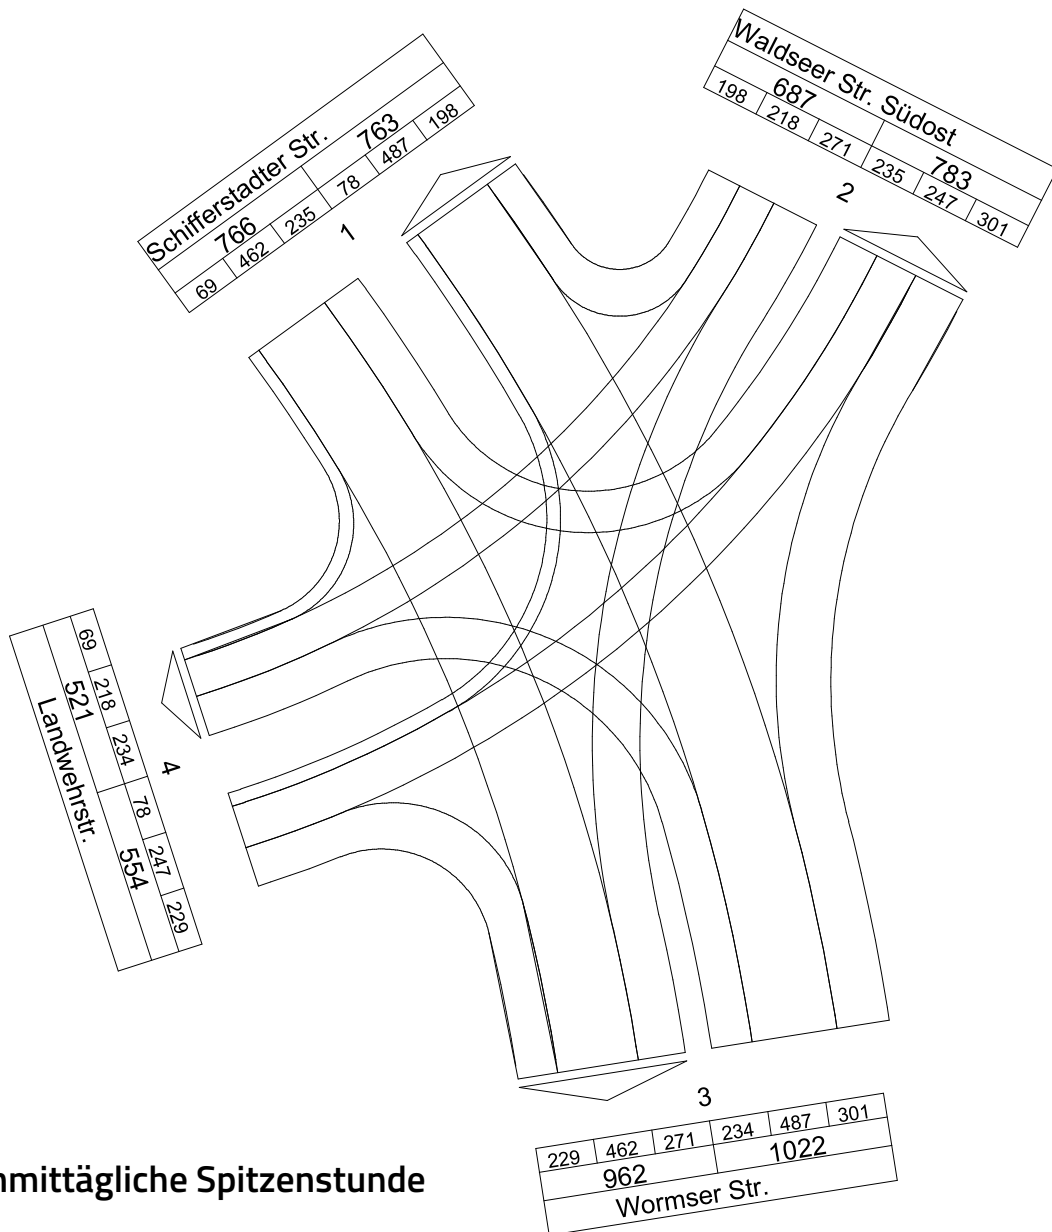 Schifferstadter Str.
766 763
69 462 235 78 487 198
1
Waldseer Str. Südost
687 783
198 218 271 235 247 301
2
69 218 234 78 247 229
521 554
Landwehrstr.
4
3
229 462 271 234 487 301
962 1022
Wormser Str.
nmittägliche Spitzenstunde